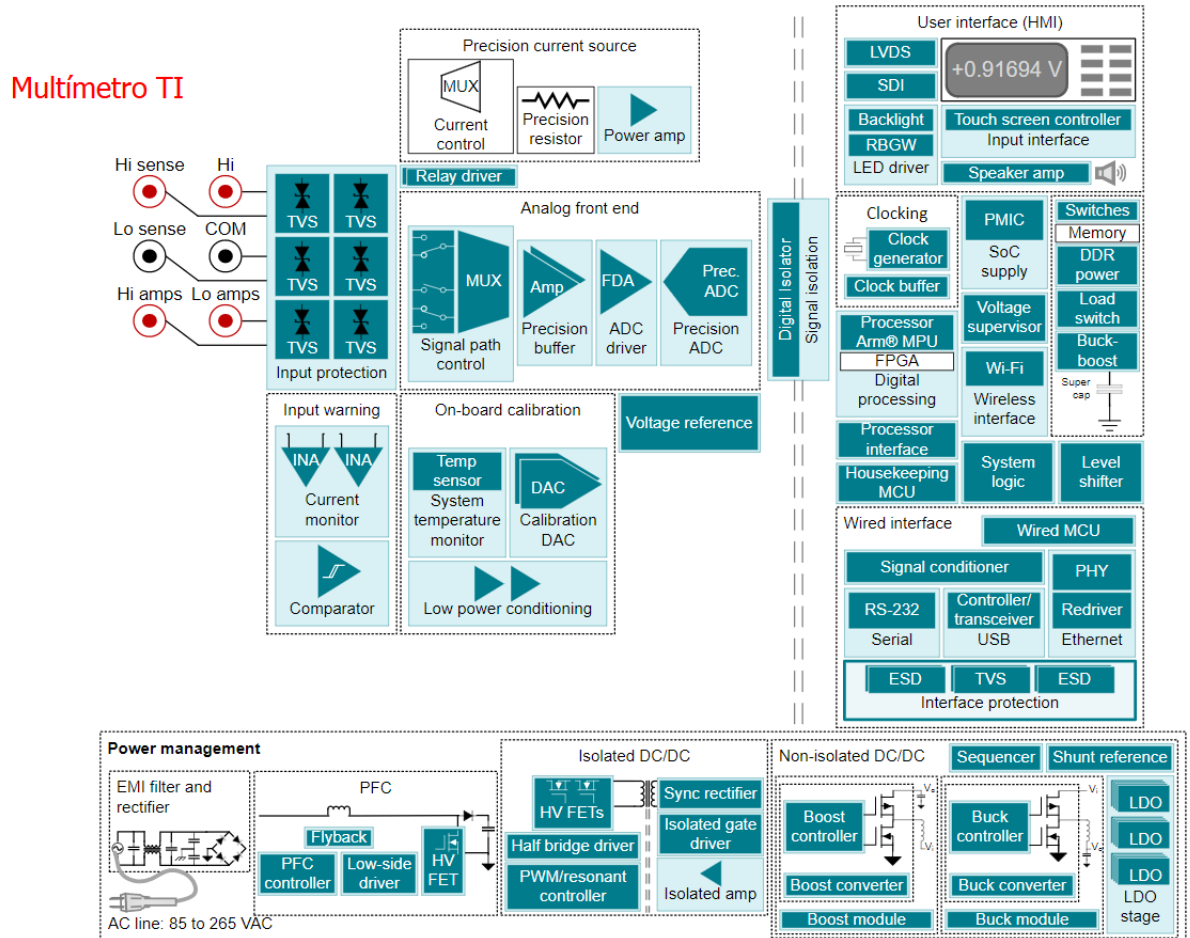 Multímetro TI
Hi sense
Hi
Lo sense
COM
Hi amps
Lo amps
TVS
TVS
TVS
TVS
TVS
TVS
Input protection
Precision current source
MUX
Current
control
Precision
resistor
Power amp
Relay driver
Analog front end
MUX
Signal path
control
Amp
Precision
buffer
FDA
ADC
driver
Prec.
ADC
Precision
ADC
Digital Isolator
Signal isolation
Input warning
INA
INA
Current
monitor
Comparator
On-board calibration
Temp
sensor
System
temperature
monitor
DAC
Calibration
DAC
Low power conditioning
Voltage reference
User interface (HMI)
LVDS
SDI
+0.91694 V
Backlight
RBGW
LED driver
Touch screen controller
Input interface
Speaker amp
Clocking
Clock
generator
Clock buffer
PMIC
SoC
supply
Switches
Memory
DDR
power
Load
switch
Buck-
boost
Super
cap
Processor
Arm® MPU
FPGA
Digital
processing
Voltage
supervisor
Wi-Fi
Wireless
interface
Processor
interface
Housekeeping
MCU
System
logic
Level
shifter
Wired interface
Wired MCU
Signal conditioner
PHY
RS-232
Serial
Controller/
transceiver
USB
Redriver
Ethernet
ESD
TVS
ESD
Interface protection
Power management
EMI filter and
rectifier
AC line: 85 to 265 VAC
PFC
Flyback
PFC
controller
Low-side
driver
HV
FET
Isolated DC/DC
HV FETs
Half bridge driver
PWM/resonant
controller
Sync rectifier
Isolated gate
driver
Isolated amp
Non-isolated DC/DC
Sequencer
Shunt reference
Boost
controller
Boost converter
Boost module
Buck
controller
Buck converter
Buck module
LDO
LDO
LDO
LDO
stage